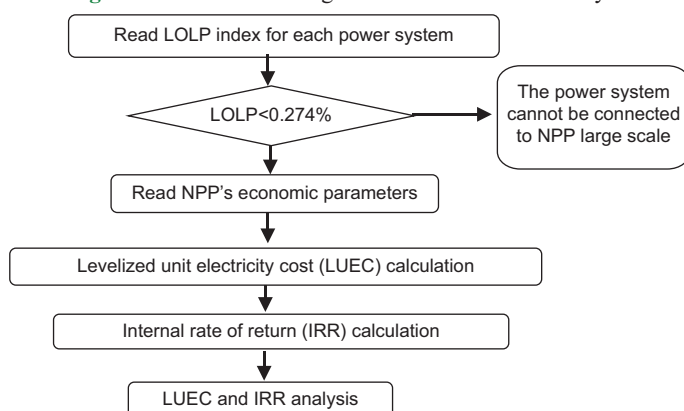 Read LOLP index for each power system
LOLP<0.274%
The power system
cannot be connected
to NPP large scale
Read NPP's economic parameters
Levelized unit electricity cost (LUEC) calculation
Internal rate of return (IRR) calculation
LUEC and IRR analysis